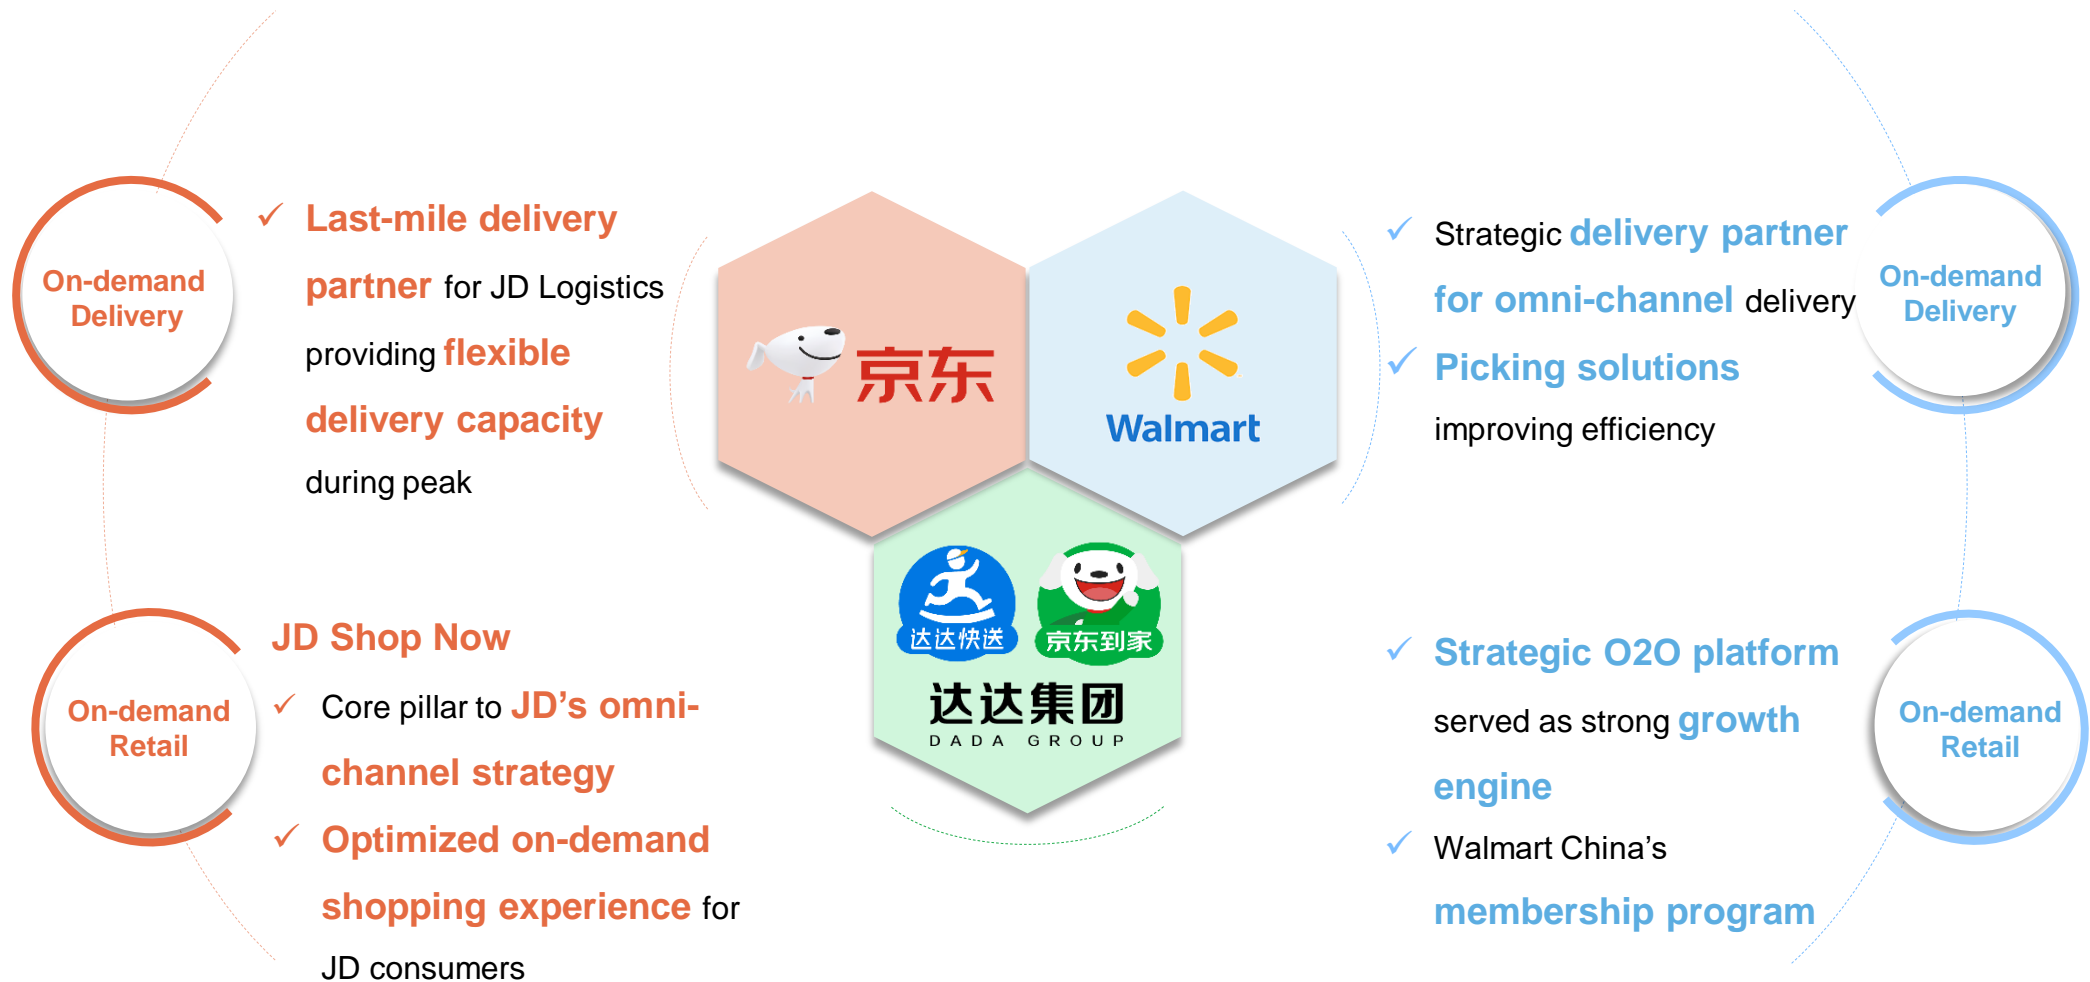 On-demand
Delivery
Last-mile delivery
partner for JD Logistics
providing flexible
delivery capacity
during peak
On-demand
Retail
JD Shop Now
Core pillar to JD’s omni-
channel strategy
Optimized on-demand
shopping experience for
JD consumers
京东
Walmart
达达快送
京东到家
达达集团
DADA GROUP
Strategic delivery partner
for omni-channel delivery
Picking solutions
improving efficiency
On-demand
Delivery
Strategic O2O platform
served as strong growth
engine
Walmart China’s
membership program
On-demand
Retail